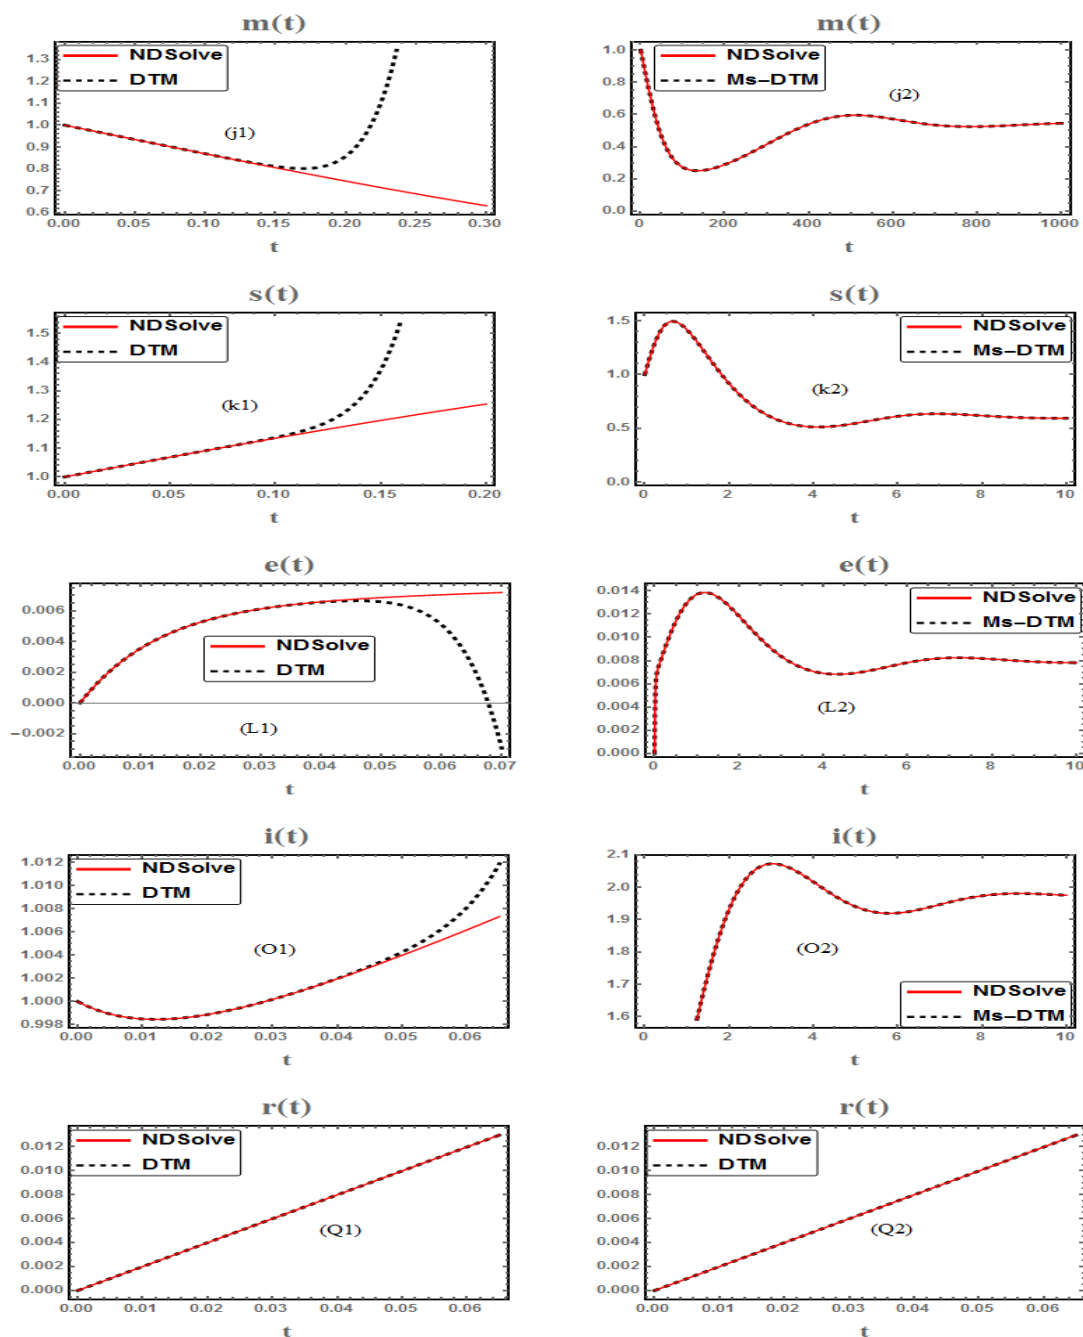 m(t)
NDSolve
DTM
(j1)
1.3
1.2
1.1
1.0
0.9
0.8
0.7
0.6
0.00 0.05 0.10 0.15 0.20 0.25 0.30
t
m(t)
NDSolve
Ms-DTM
(j2)
1.0
0.8
0.6
0.4
0.2
0.0
0 200 400 600 800 1000
t
s(t)
NDSolve
DTM
(k1)
1.5
1.4
1.3
1.2
1.1
1.0
0.00 0.05 0.10 0.15 0.20
t
s(t)
NDSolve
Ms-DTM
(k2)
1.5
1.0
0.5
0.0
0 2 4 6 8 10
t
e(t)
NDSolve
DTM
(L1)
0.006
0.004
0.002
0.000
-0.002
0.00 0.01 0.02 0.03 0.04 0.05 0.06 0.07
t
e(t)
NDSolve
Ms-DTM
(L2)
0.014
0.012
0.010
0.008
0.006
0.004
0.002
0.000
0 2 4 6 8 10
t
i(t)
NDSolve
DTM
(O1)
1.012
1.010
1.008
1.006
1.004
1.002
1.000
0.998
0.00 0.01 0.02 0.03 0.04 0.05 0.06
t
i(t)
NDSolve
Ms-DTM
(O2)
2.1
2.0
1.9
1.8
1.7
1.6
0 2 4 6 8 10
t
r(t)
NDSolve
DTM
(Q1)
0.012
0.010
0.008
0.006
0.004
0.002
0.000
0.00 0.01 0.02 0.03 0.04 0.05 0.06
t
r(t)
NDSolve
DTM
(Q2)
0.012
0.010
0.008
0.006
0.004
0.002
0.000
0.00 0.01 0.02 0.03 0.04 0.05 0.06
t